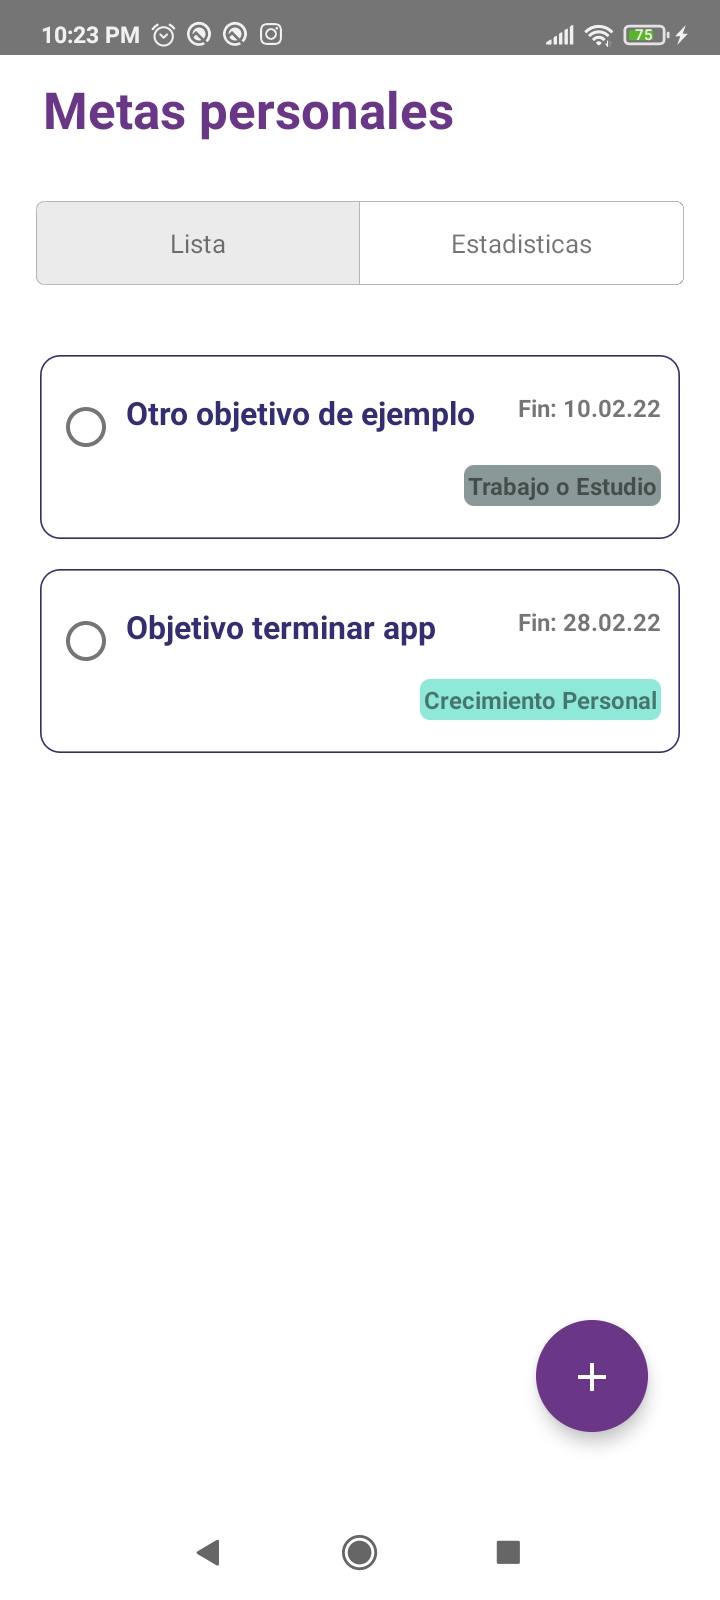 10:23 PM
75
Metas personales
Lista
Estadisticas
Otro objetivo de ejemplo
Fin: 10.02.22
Trabajo o Estudio
Objetivo terminar app
Fin: 28.02.22
Crecimiento Personal
+